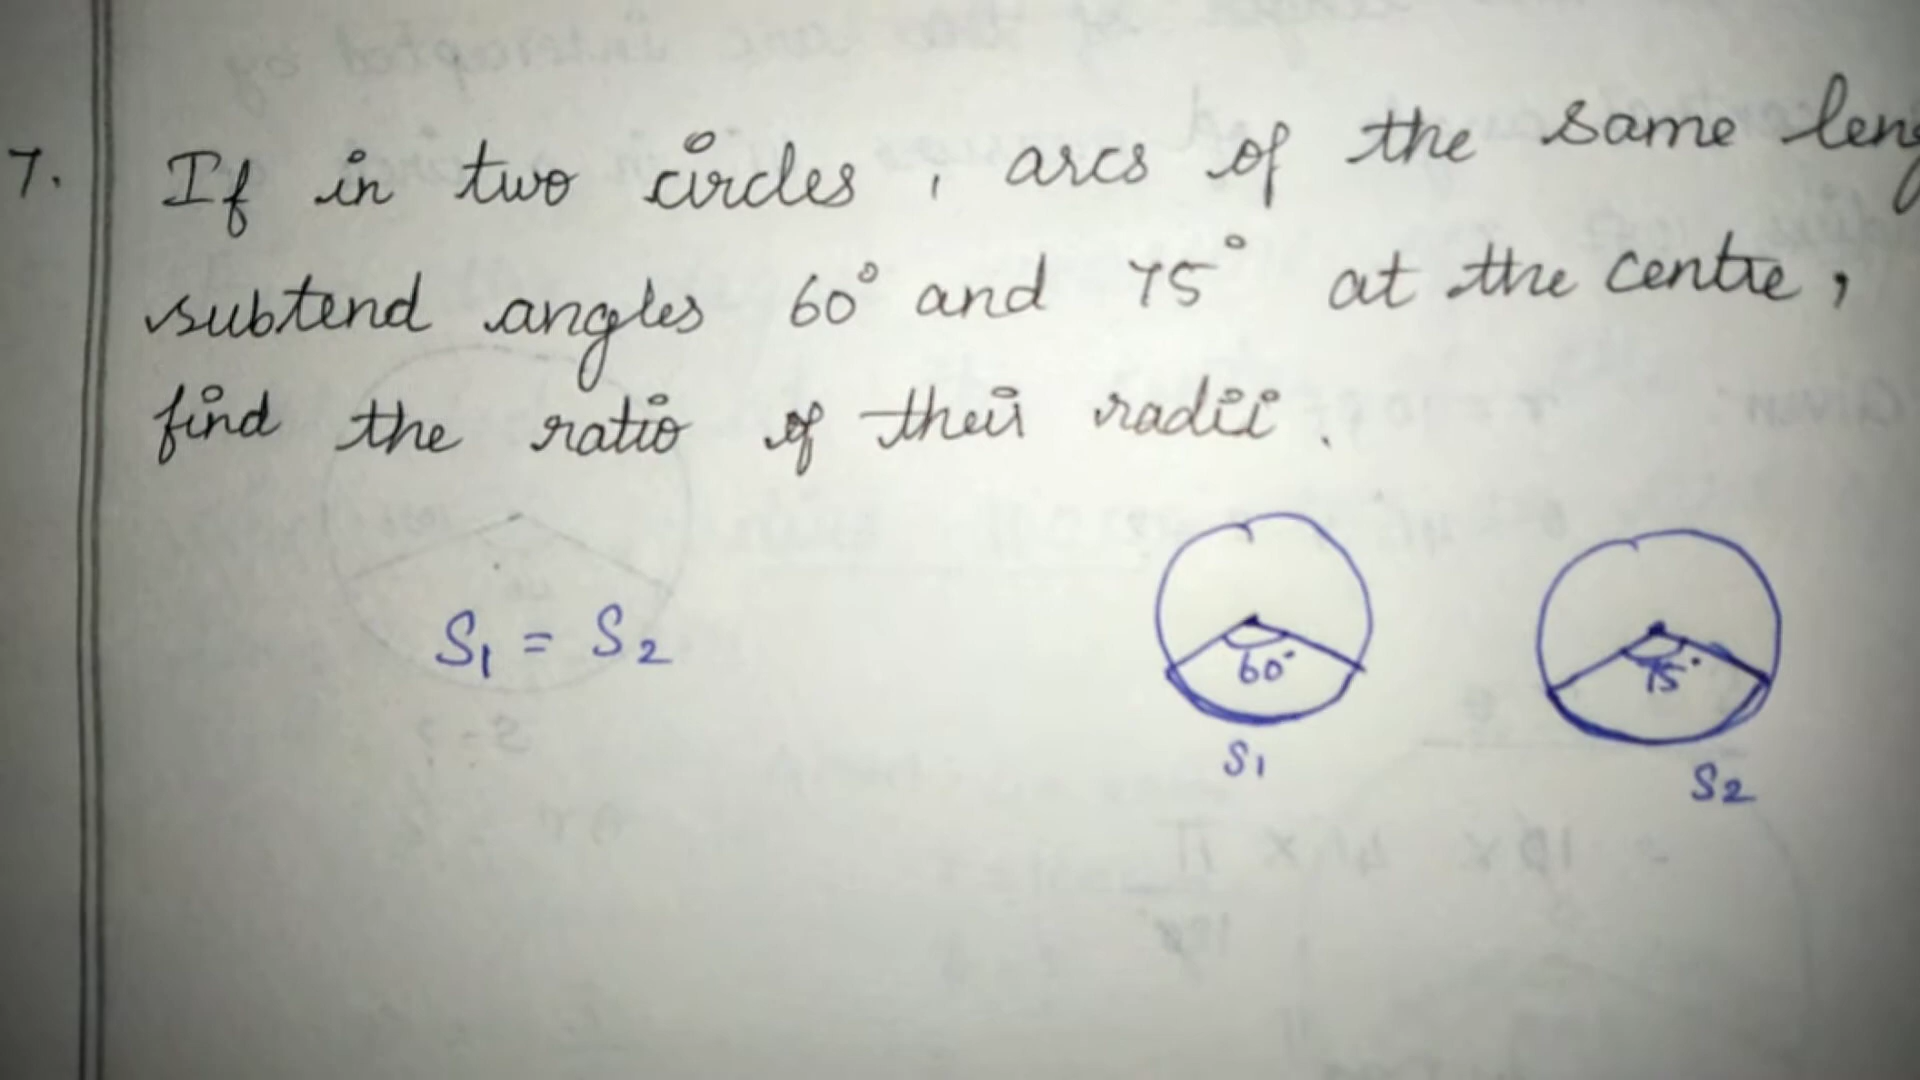 7. If in two circles, arcs of the same leng
subtend angles 60° and 75° at the centre,
find the ratio of their radii.
S1 = S2
60°
75°
S1
S2